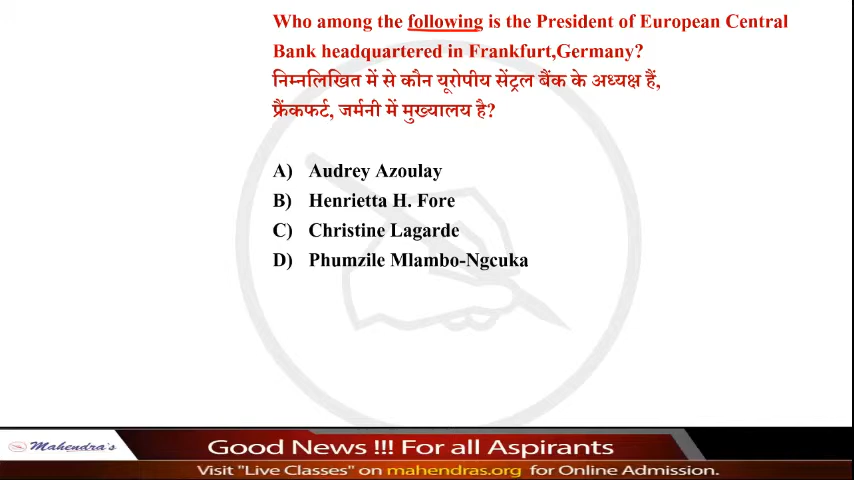 Who among the following is the President of European Central
Bank headquartered in Frankfurt,Germany?
निम्नलिखित में से कौन यूरोपीय सेंट्रल बैंक के अध्यक्ष हैं,
फ्रैंकफर्ट, जर्मनी में मुख्यालय है?
A) Audrey Azoulay
B) Henrietta H. Fore
C) Christine Lagarde
D) Phumzile Mlambo-Ngcuka
Mahendra's
Good News !!! For all Aspirants
Visit "Live Classes" on mahendras.org for Online Admission.